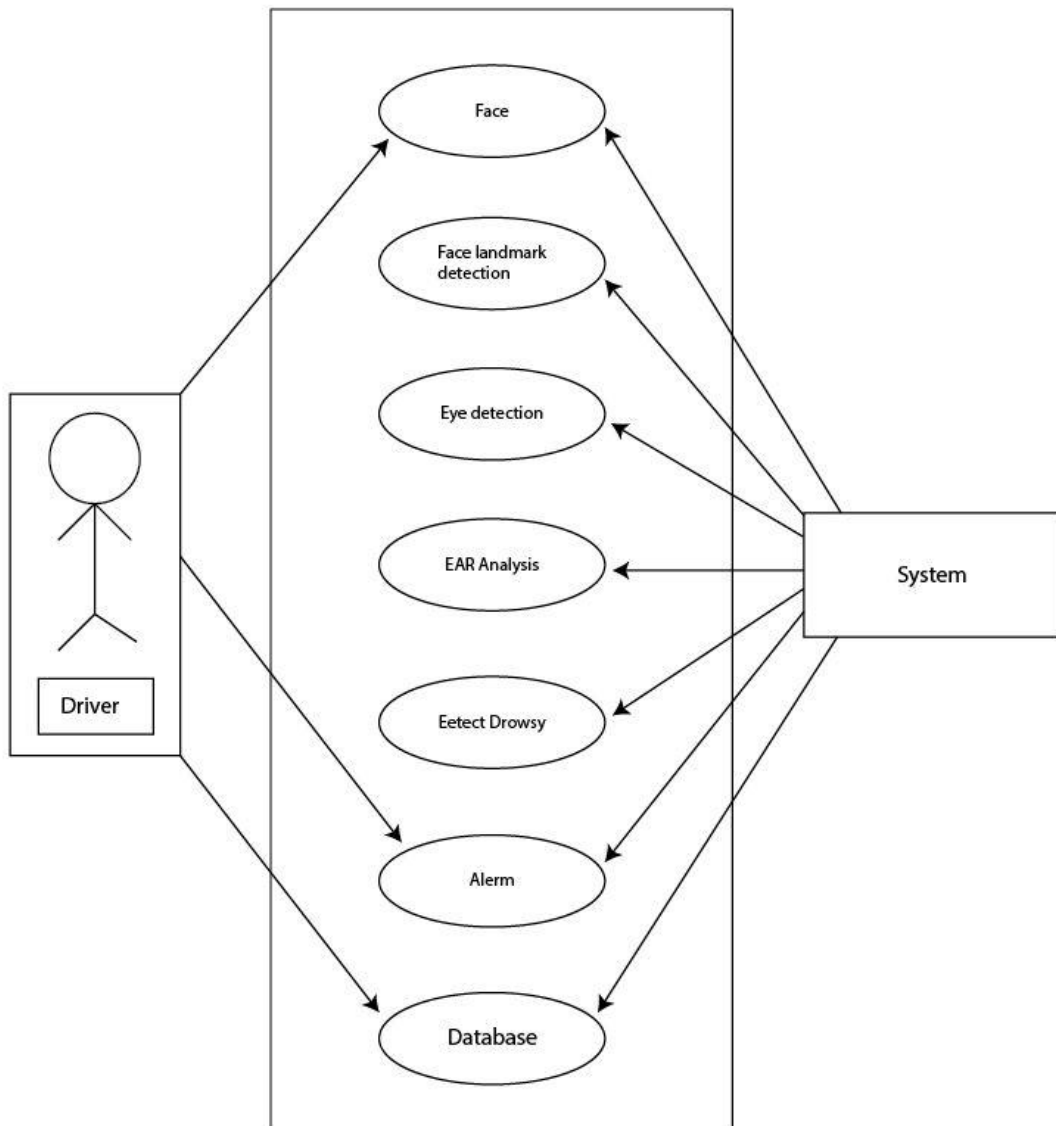 Face
Face landmark
detection
Eye detection
EAR Analysis
System
Eetect Drowsy
Driver
Alerm
Database